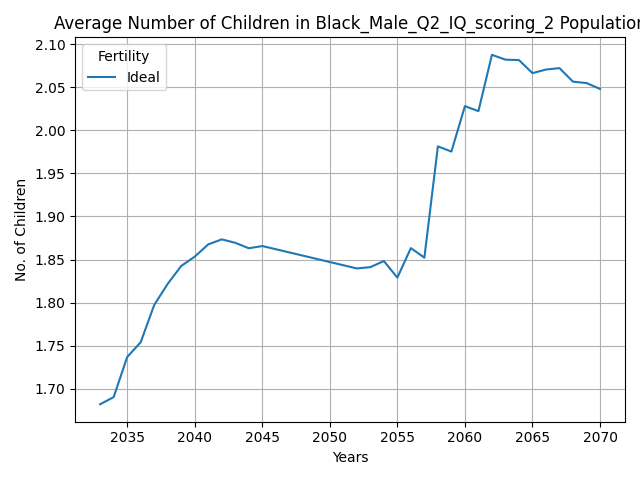 Average Number of Children in Black_Male_Q2_IQ_scoring_2 Population
Fertility
Ideal
No. of Children
2.10
2.05
2.00
1.95
1.90
1.85
1.80
1.75
1.70
2035 2040 2045 2050 2055 2060 2065 2070
Years